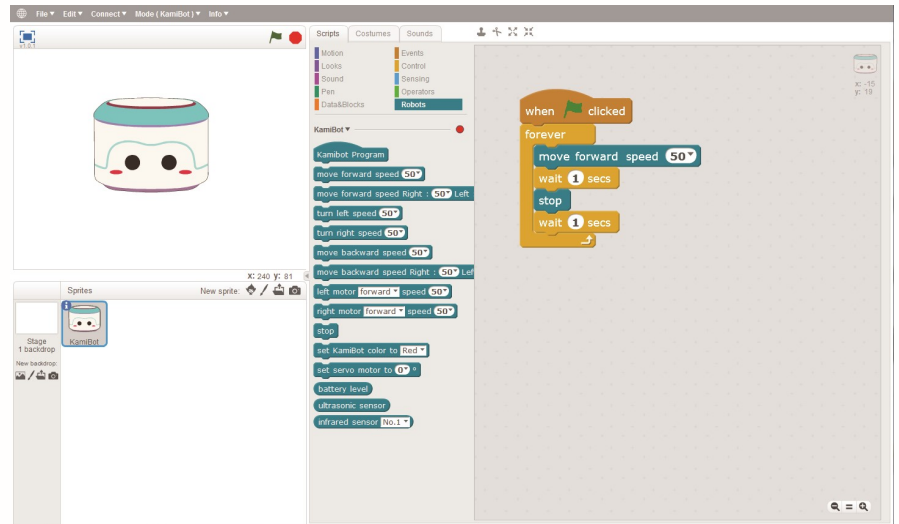 File ▾ Edit ▾ Connect ▾ Mode ( KamiBot ) ▾ Info ▾
v1.0.1
Scripts Costumes Sounds
Motion Events
Looks Control
Sound Sensing
Pen Operators
Data&Blocks Robots
KamiBot ▾
Kamibot Program
move forward speed 50
move forward speed Right : 50 Left
turn left speed 50
turn right speed 50
move backward speed 50
move backward speed Right : 50 Lef
left motor forward speed 50
right motor forward speed 50
stop
set KamiBot color to Red
set servo motor to 0 °
battery level
ultrasonic sensor
infrared sensor No.1
when clicked
forever
move forward speed 50
wait 1 secs
stop
wait 1 secs
x: -15
y: 19
x: 240 y: 81
Sprites New sprite:
KamiBot
Stage
1 backdrop
New backdrop: